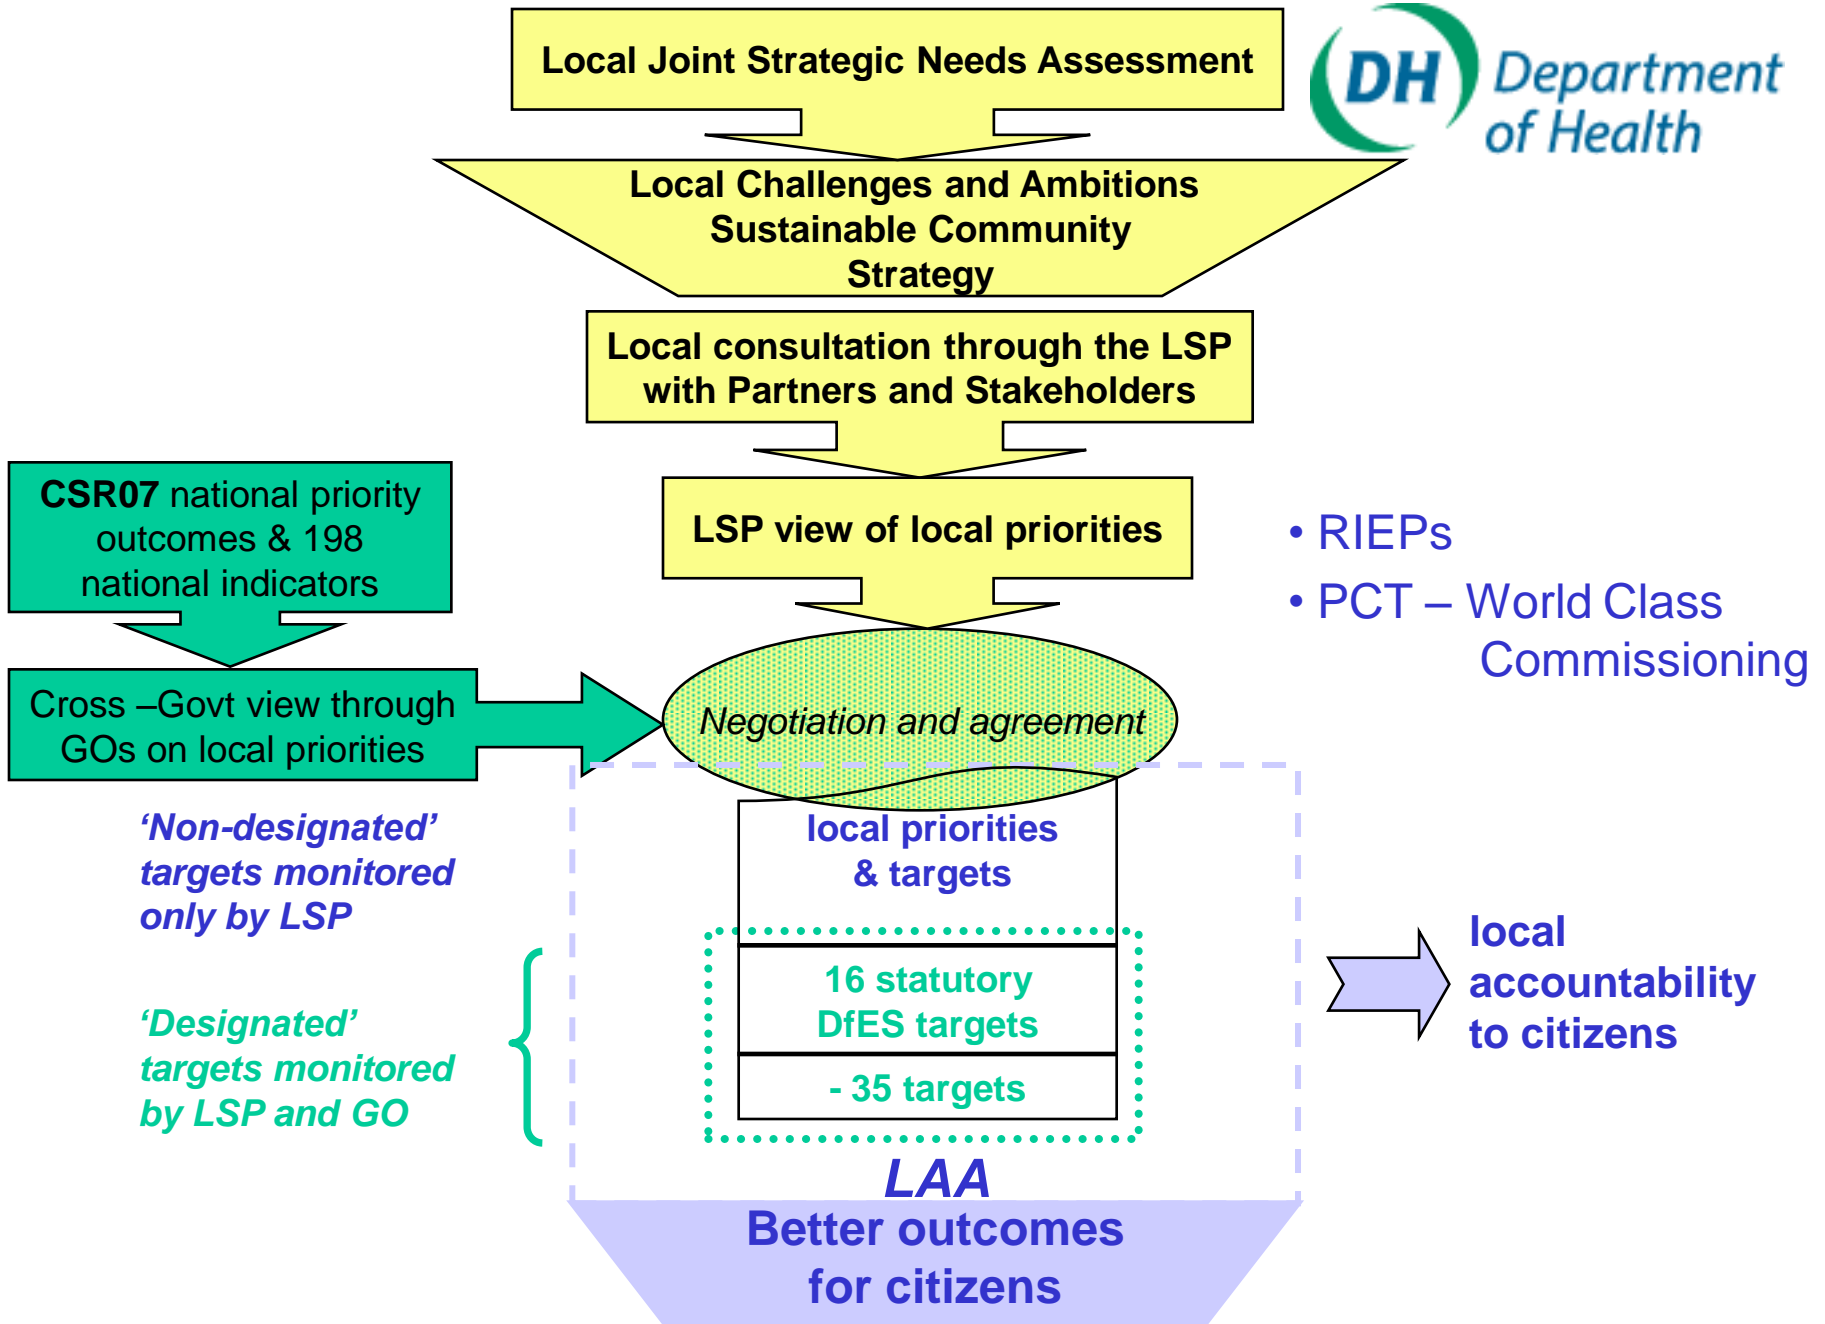 Local Joint Strategic Needs Assessment
DH Department
of Health
Local Challenges and Ambitions
Sustainable Community
Strategy
Local consultation through the LSP
with Partners and Stakeholders
CSR07 national priority
outcomes & 198
national indicators
LSP view of local priorities
• RIEPs
• PCT – World Class
Commissioning
Cross –Govt view through
GOs on local priorities
Negotiation and agreement
‘Non-designated’
targets monitored
only by LSP
local priorities
& targets
‘Designated’
targets monitored
by LSP and GO
16 statutory
DfES targets
- 35 targets
local
accountability
to citizens
LAA
Better outcomes
for citizens